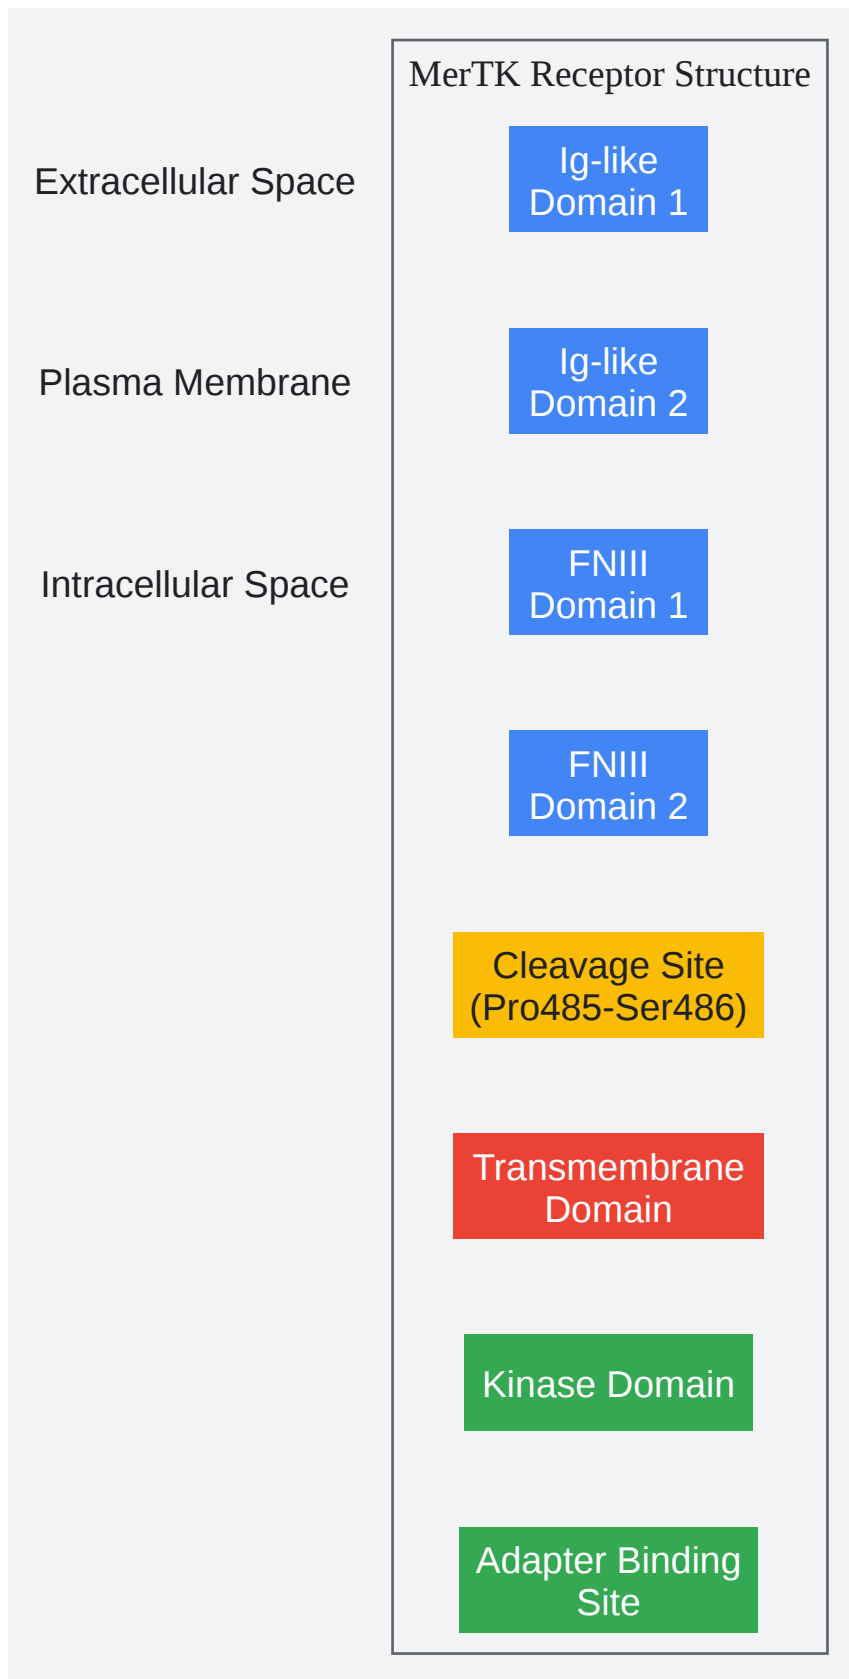 MerTK Receptor Structure
Extracellular Space
Ig-like
Domain 1
Plasma Membrane
Ig-like
Domain 2
Intracellular Space
FNIII
Domain 1
FNIII
Domain 2
Cleavage Site
(Pro485-Ser486)
Transmembrane
Domain
Kinase Domain
Adapter Binding
Site